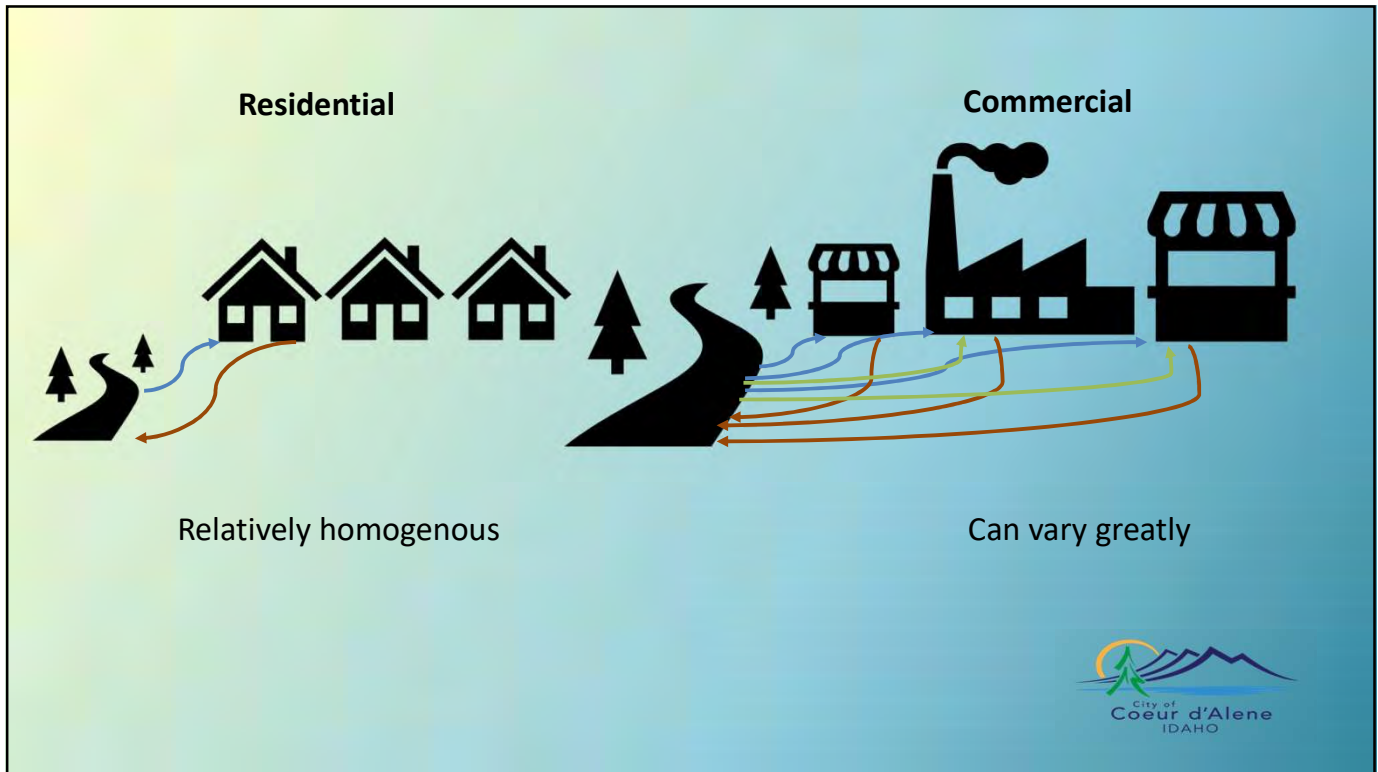 Residential
Commercial
Relatively homogenous
Can vary greatly
City of
Coeur d'Alene
IDAHO